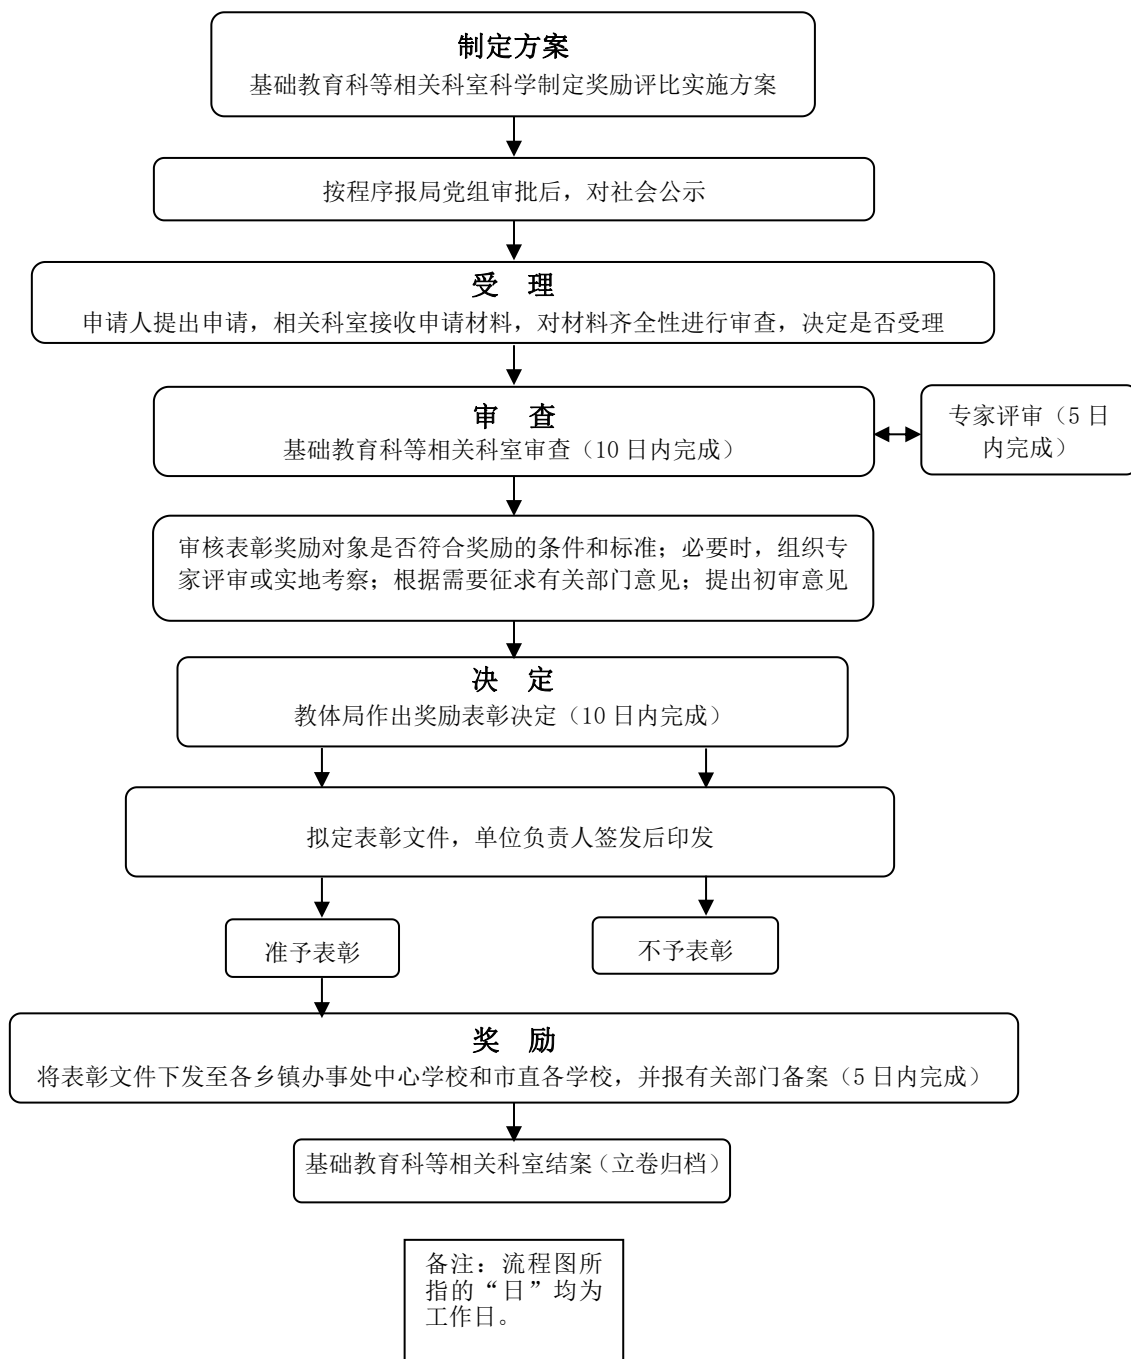 制定方案
基础教育科等相关科室科学制定奖励评比实施方案
按程序报局党组审批后，对社会公示
受　理
申请人提出申请，相关科室接收申请材料，对材料齐全性进行审查，决定是否受理
审　查
基础教育科等相关科室审查（10 日内完成）
专家评审（5 日
内完成）
审核表彰奖励对象是否符合奖励的条件和标准；必要时，组织专
家评审或实地考察；根据需要征求有关部门意见；提出初审意见
决　定
教体局作出奖励表彰决定（10 日内完成）
拟定表彰文件，单位负责人签发后印发
准予表彰
不予表彰
奖　励
将表彰文件下发至各乡镇办事处中心学校和市直各学校，并报有关部门备案（5 日内完成）
基础教育科等相关科室结案（立卷归档）
备注：流程图所
指的“日”均为
工作日。